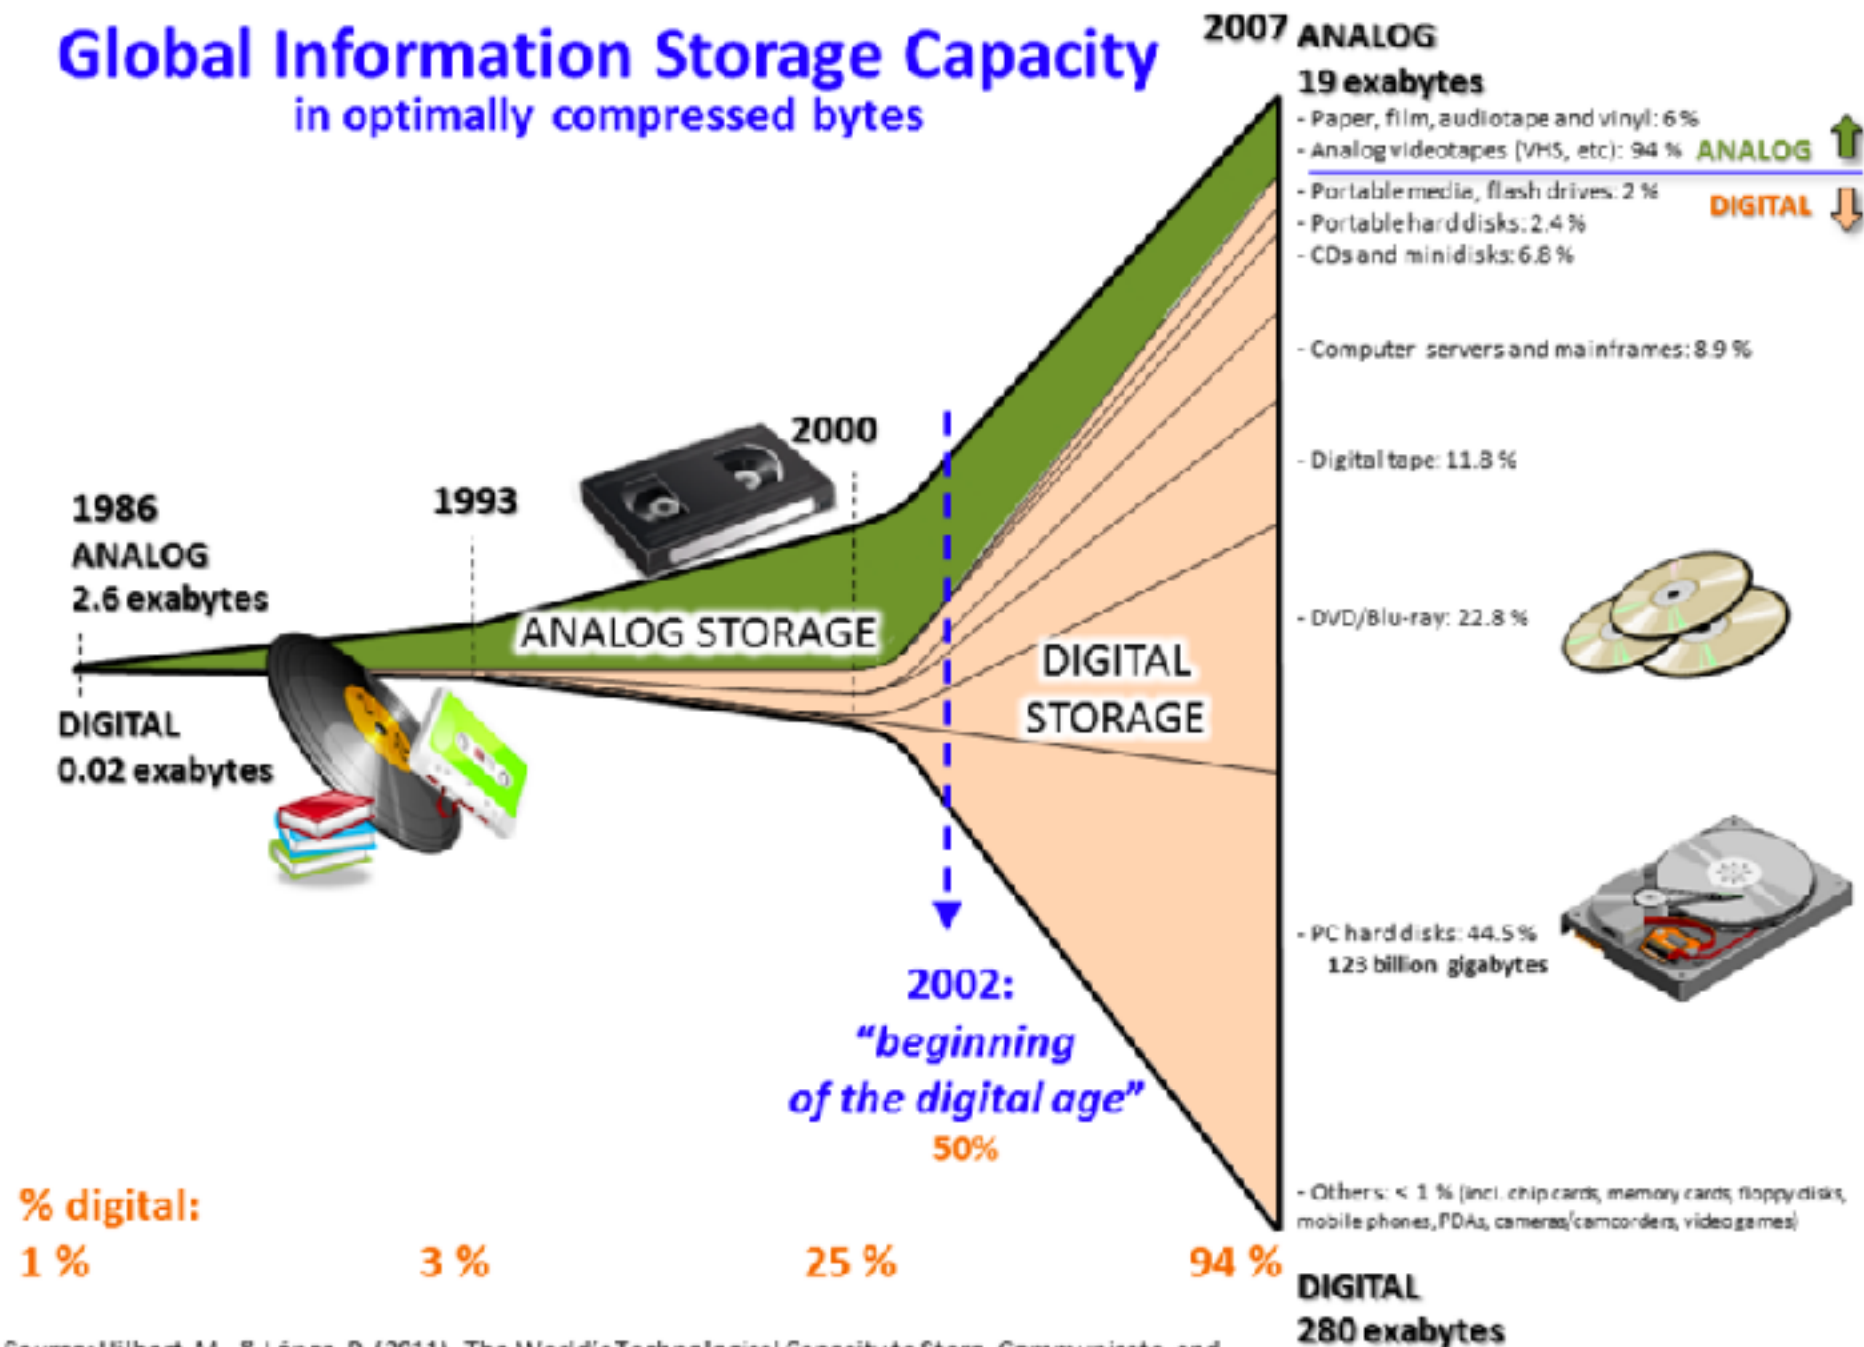 Global Information Storage Capacity
in optimally compressed bytes
2007
ANALOG
19 exabytes
- Paper, film, audiotape and vinyl: 6 %
- Analog videotapes (VHS, etc): 94 %
ANALOG
- Portable media, flash drives: 2 %
DIGITAL
- Portable hard disks: 2.4 %
- CDs and minidisks: 6.8 %
- Computer servers and mainframes: 8.9 %
- Digital tape: 11.8 %
- DVD/Blu-ray: 22.8 %
- PC hard disks: 44.5 %
123 billion gigabytes
- Others: < 1 % (incl. chip cards, memory cards, floppy disks,
mobile phones, PDAs, cameras/camcorders, video games)
DIGITAL
280 exabytes
2000
1993
1986
ANALOG
2.6 exabytes
ANALOG STORAGE
DIGITAL
STORAGE
DIGITAL
0.02 exabytes
2002:
"beginning
of the digital age"
50%
% digital:
1 %
3 %
25 %
94 %